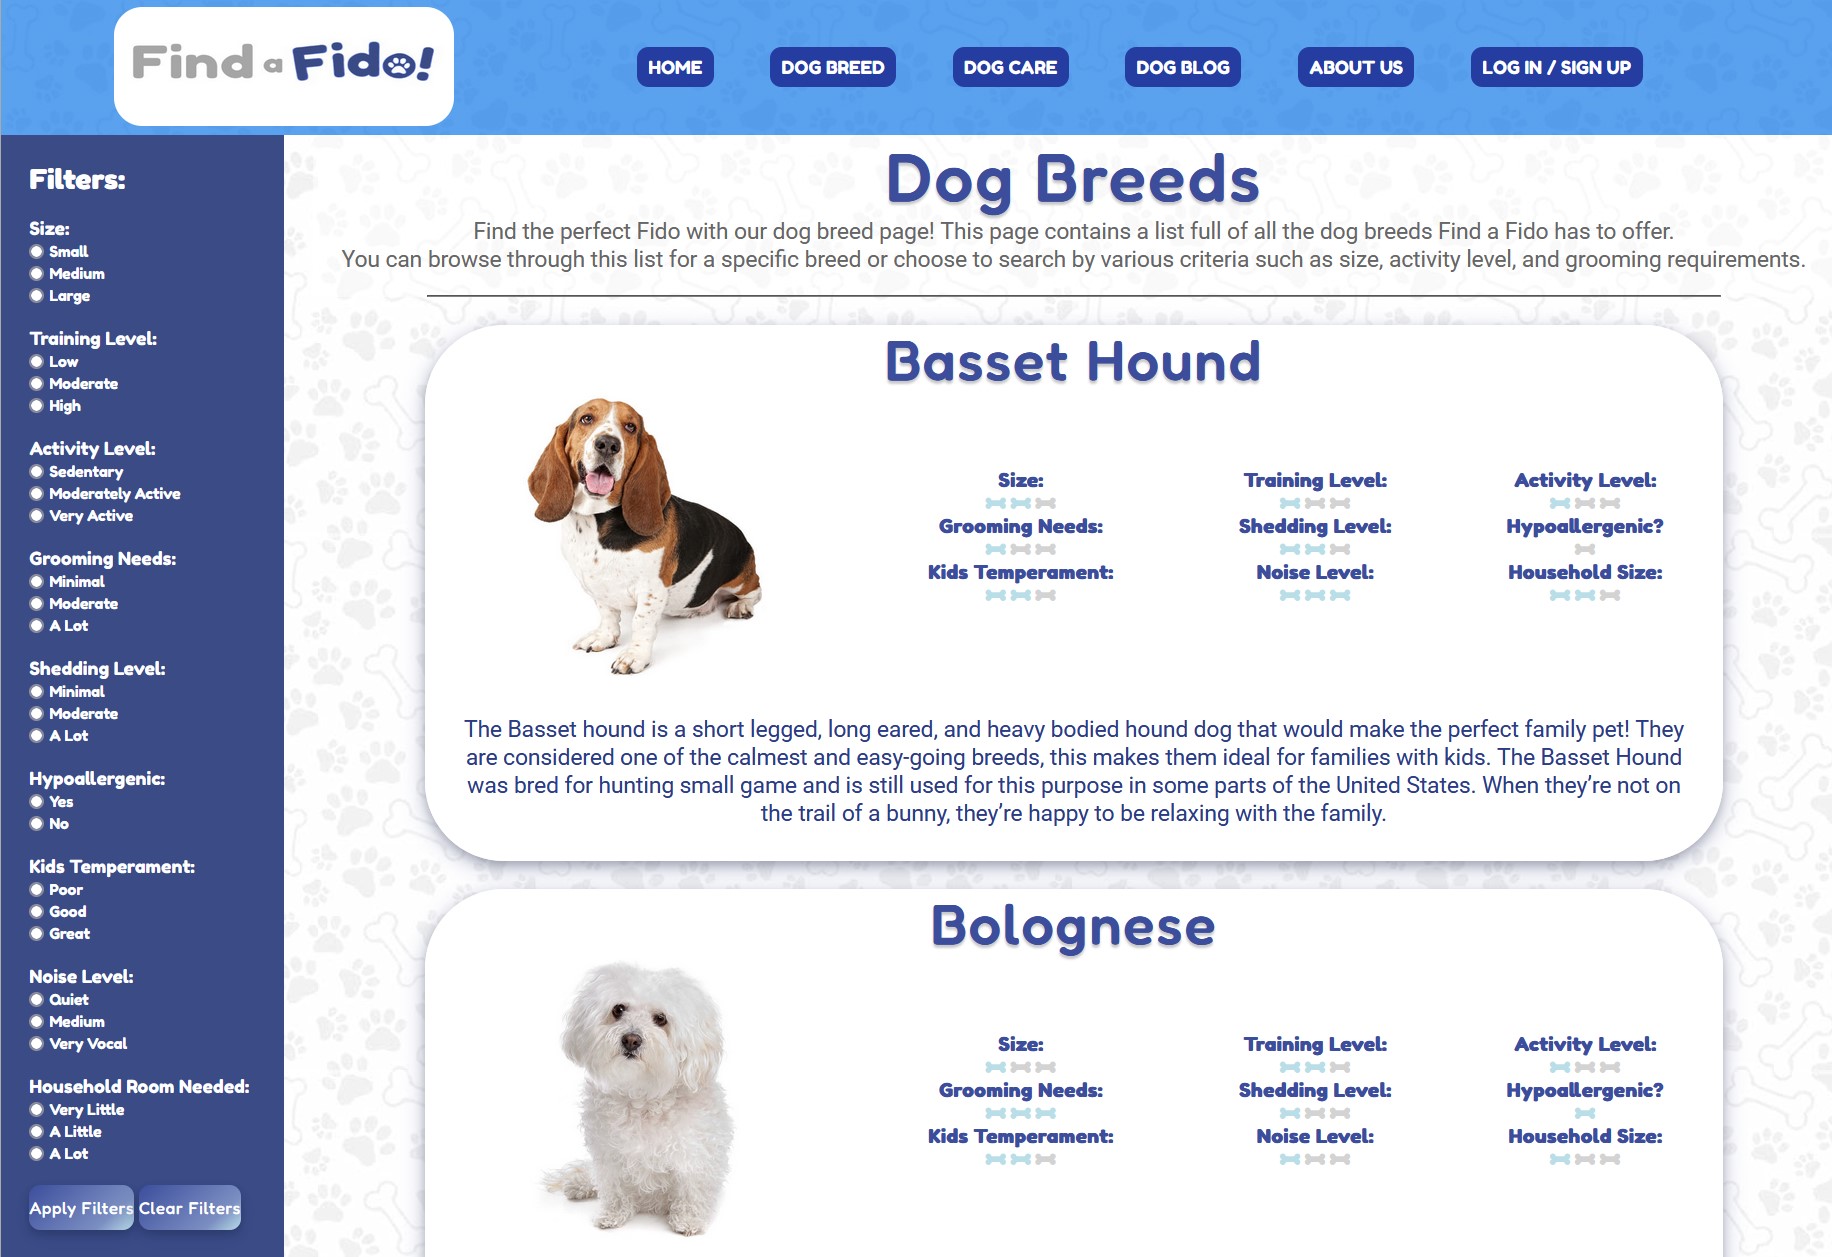 Find a Fido!
HOME
DOG BREED
DOG CARE
DOG BLOG
ABOUT US
LOG IN / SIGN UP
Filters:
Size:
Small
Medium
Large
Training Level:
Low
Moderate
High
Activity Level:
Sedentary
Moderately Active
Very Active
Grooming Needs:
Minimal
Moderate
A Lot
Shedding Level:
Minimal
Moderate
A Lot
Hypoallergenic:
Yes
No
Kids Temperament:
Poor
Good
Great
Noise Level:
Quiet
Medium
Very Vocal
Household Room Needed:
Very Little
A Little
A Lot
Apply Filters
Clear Filters
Dog Breeds
Find the perfect Fido with our dog breed page! This page contains a list full of all the dog breeds Find a Fido has to offer.
You can browse through this list for a specific breed or choose to search by various criteria such as size, activity level, and grooming requirements.
Basset Hound
Size:
Training Level:
Activity Level:
Grooming Needs:
Shedding Level:
Hypoallergenic?
Kids Temperament:
Noise Level:
Household Size:
The Basset hound is a short legged, long eared, and heavy bodied hound dog that would make the perfect family pet! They
are considered one of the calmest and easy-going breeds, this makes them ideal for families with kids. The Basset Hound
was bred for hunting small game and is still used for this purpose in some parts of the United States. When they’re not on
the trail of a bunny, they’re happy to be relaxing with the family.
Bolognese
Size:
Training Level:
Activity Level:
Grooming Needs:
Shedding Level:
Hypoallergenic?
Kids Temperament:
Noise Level:
Household Size: